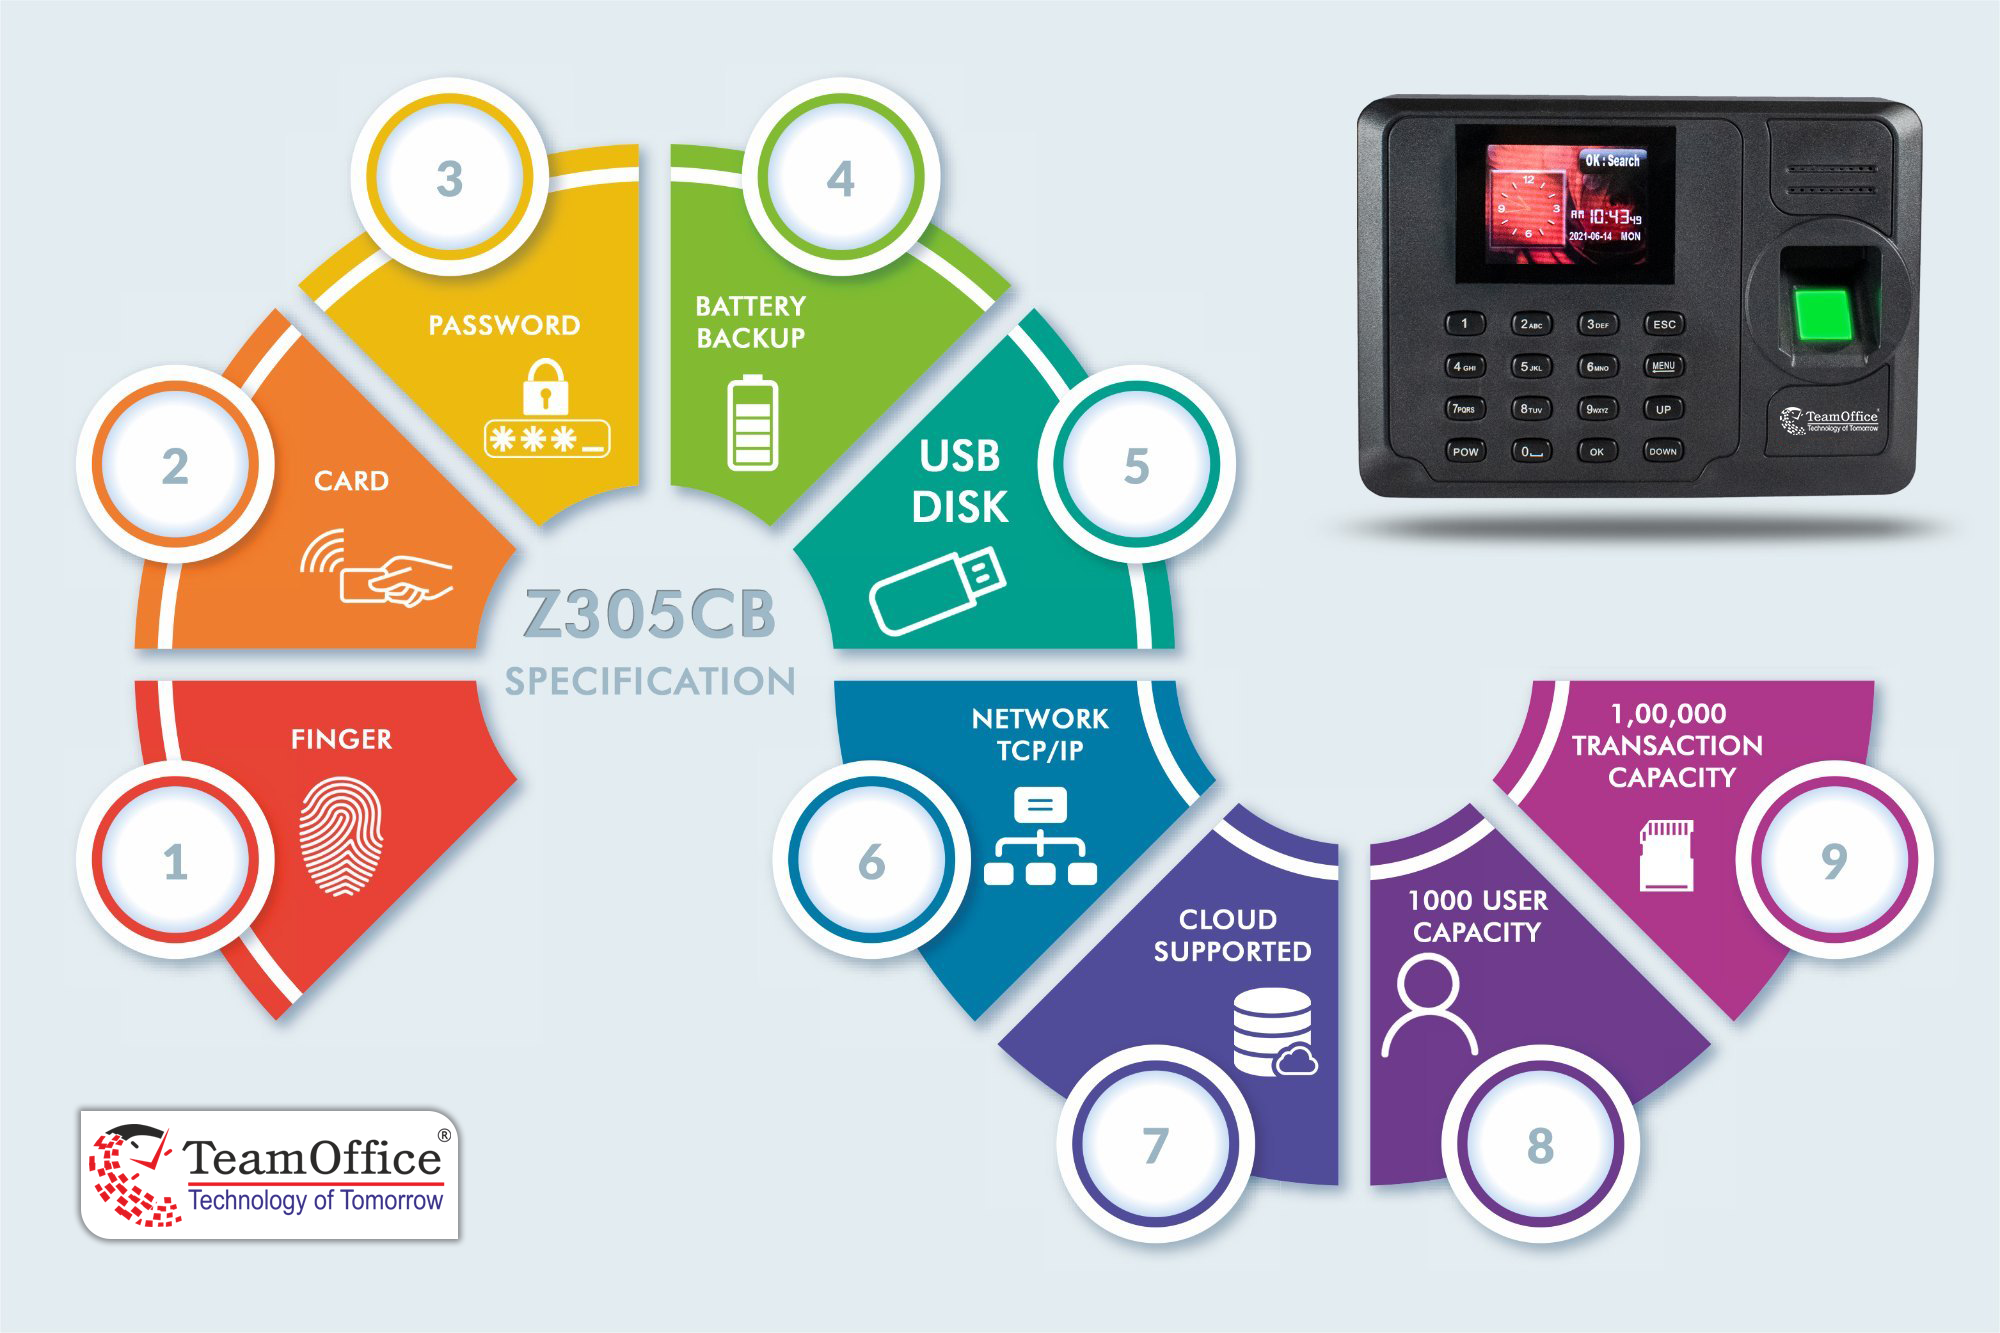 3
4
PASSWORD
***_
BATTERY
BACKUP
2
CARD
USB
DISK
5
Z305CB
SPECIFICATION
FINGER
1
NETWORK
TCP/IP
6
CLOUD
SUPPORTED
7
1000 USER
CAPACITY
8
1,00,000
TRANSACTION
CAPACITY
9
OK : Search
12
9 3
6
AM 10:43 49
2021-06-14 MON
1 2ABC 3DEF ESC
4GHI 5JKL 6MNO MENU
7PQRS 8TUV 9WXYZ UP
POW 0 OK DOWN
TeamOffice
Technology of Tomorrow
TeamOffice®
Technology of Tomorrow